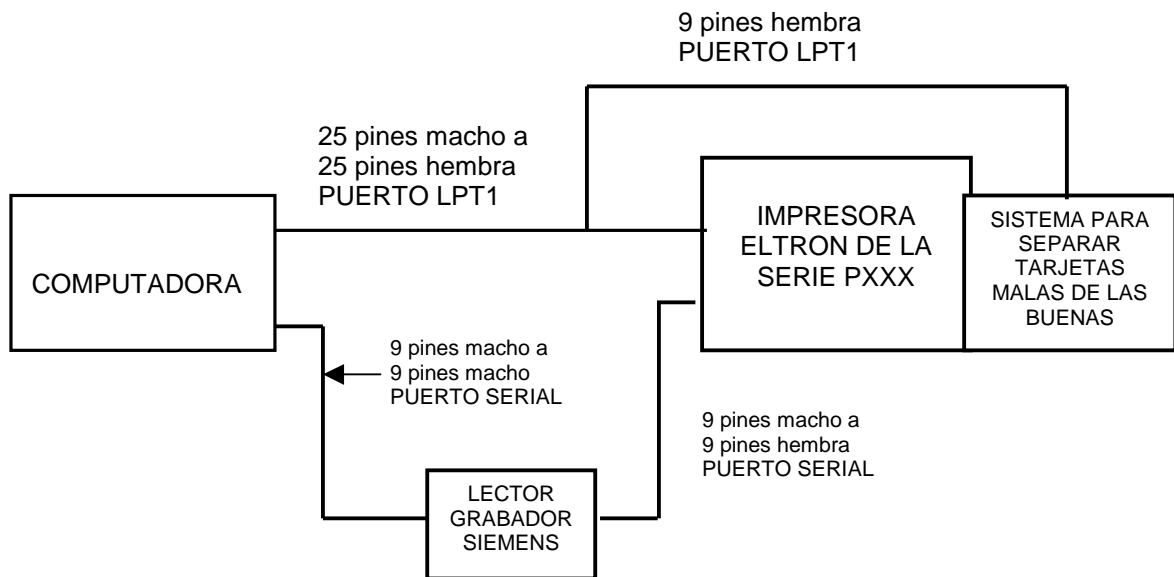 9 pines hembra
PUERTO LPT1
25 pines macho a
25 pines hembra
PUERTO LPT1
COMPUTADORA
IMPRESORA
ELTRON DE LA
SERIE PXXX
SISTEMA PARA
SEPARAR
TARJETAS
MALAS DE LAS
BUENAS
9 pines macho a
9 pines macho
PUERTO SERIAL
9 pines macho a
9 pines hembra
PUERTO SERIAL
LECTOR
GRABADOR
SIEMENS